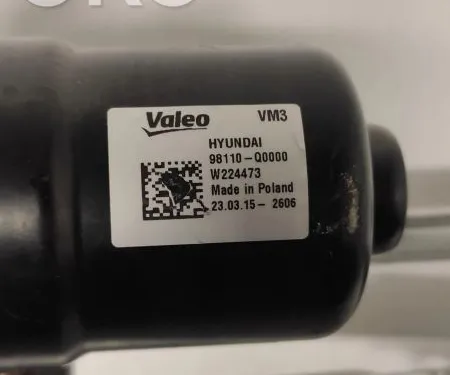 Valeo VM3
HYUNDAI
98110-Q0000
W224473
Made in Poland
23.03.15- 2606